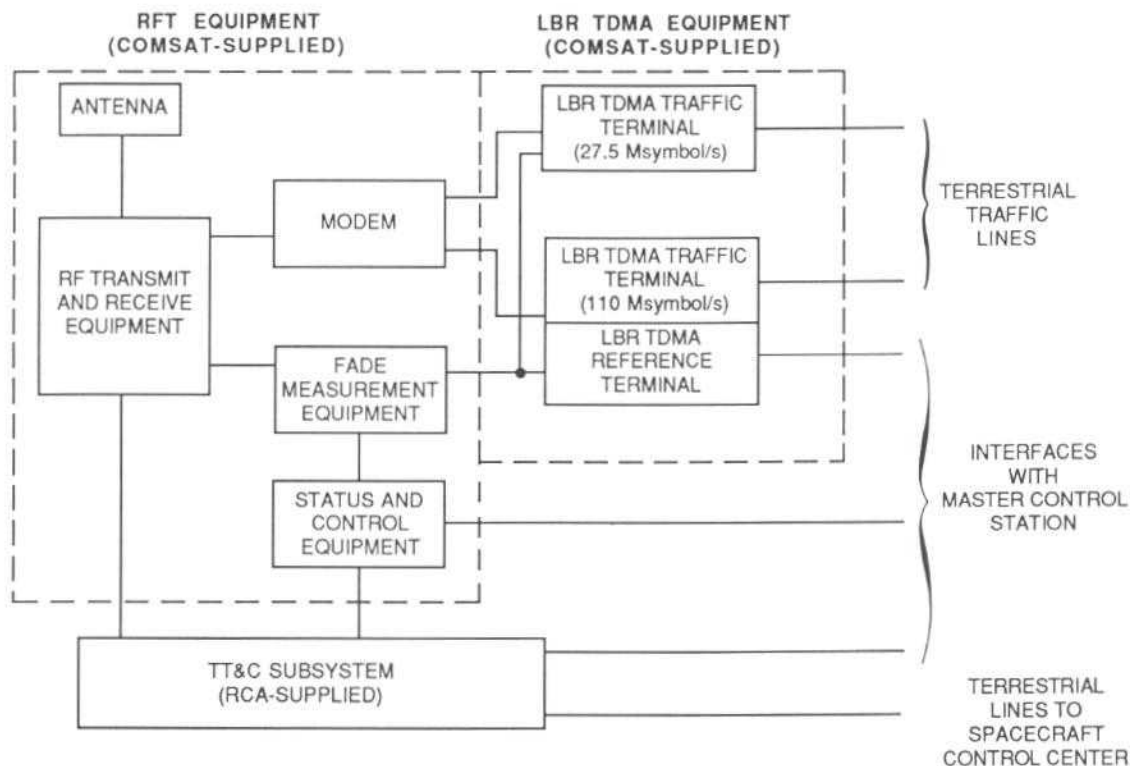 RFT EQUIPMENT
(COMSAT-SUPPLIED)
LBR TDMA EQUIPMENT
(COMSAT-SUPPLIED)
ANTENNA
RF TRANSMIT
AND RECEIVE
EQUIPMENT
MODEM
FADE
MEASUREMENT
EQUIPMENT
STATUS AND
CONTROL
EQUIPMENT
LBR TDMA TRAFFIC
TERMINAL
(27.5 Msymbol/s)
LBR TDMA TRAFFIC
TERMINAL
(110 Msymbol/s)
LBR TDMA
REFERENCE
TERMINAL
TERRESTRIAL
TRAFFIC
LINES
INTERFACES
WITH
MASTER CONTROL
STATION
TT&C SUBSYSTEM
(RCA-SUPPLIED)
TERRESTRIAL
LINES TO
SPACECRAFT
CONTROL CENTER